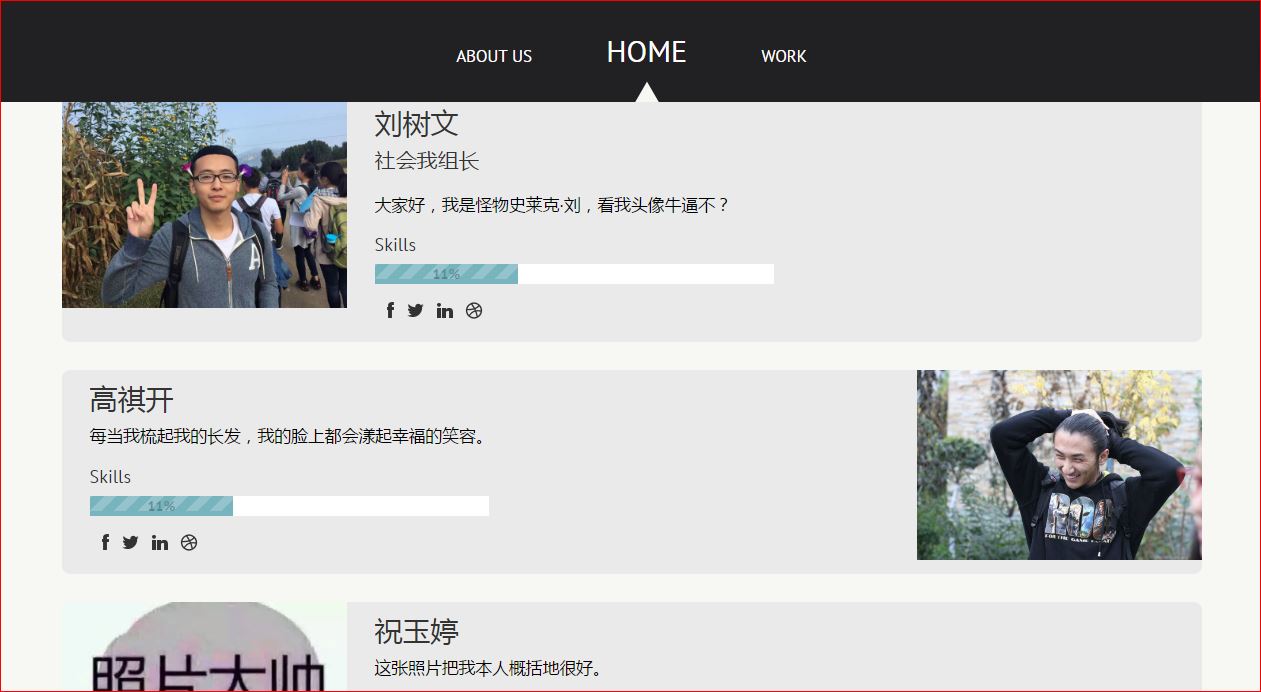 ABOUT US HOME WORK
刘树文
社会我组长
大家好，我是怪物史莱克·刘，看我头像牛逼不？
Skills
11%
高祺开
每当我梳起我的长发，我的脸上都会漾起幸福的笑容。
Skills
11%
FOR THE GAME
照片太帅
祝玉婷
这张照片把我本人概括地很好。